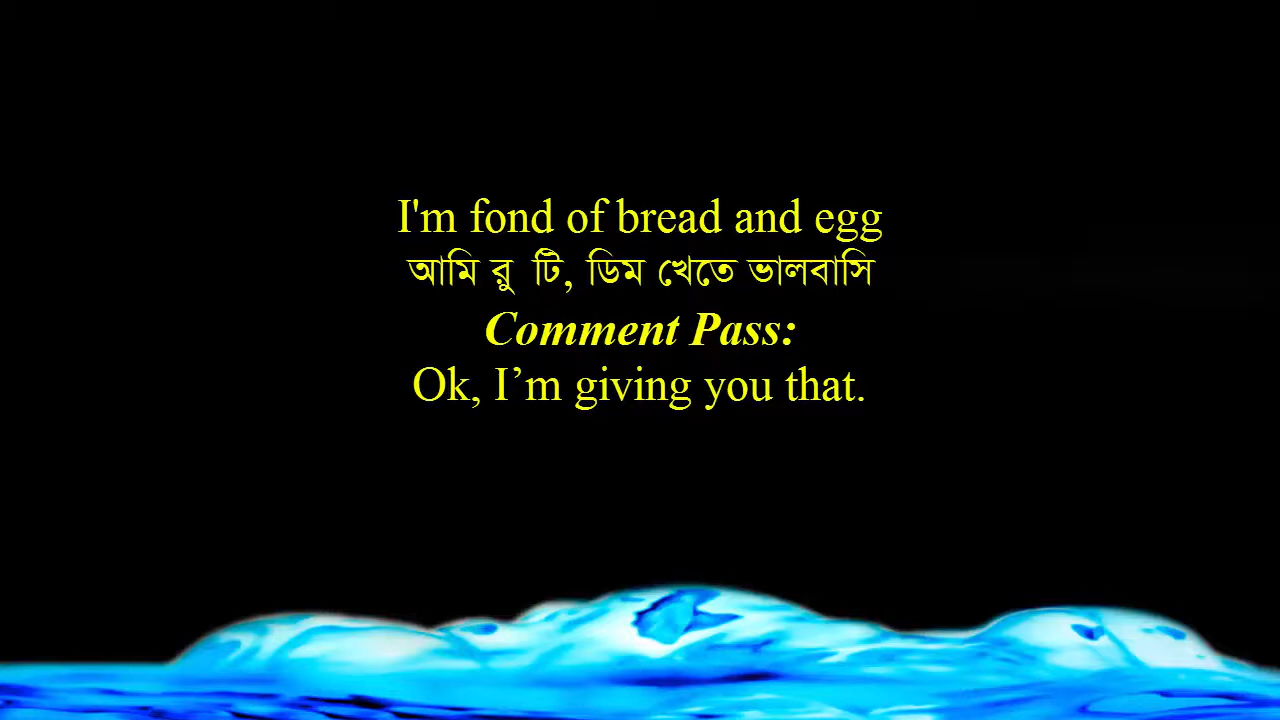 I'm fond of bread and egg
আমি রু টি, ডিম খেতে ভালবাসি
Comment Pass:
Ok, I’m giving you that.